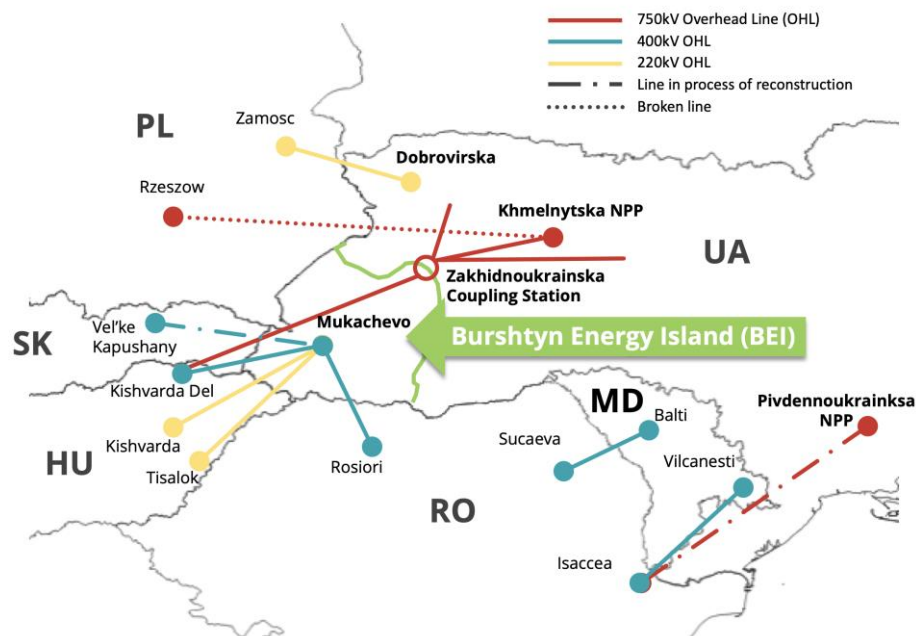 750kV Overhead Line (OHL)
400kV OHL
220kV OHL
Line in process of reconstruction
Broken line
PL
Zamosc
Dobrovirska
Rzeszow
Khmelnytska NPP
UA
Zakhidnoukrainska
Coupling Station
SK
Vel’ke
Kapushany
Mukachevo
Burshtyn Energy Island (BEI)
Kishvarda Del
MD
Balti
Pivdennoukrainksa
NPP
HU
Kishvarda
Tisalok
Rosiori
Sucaeva
Vilcanesti
RO
Isaccea